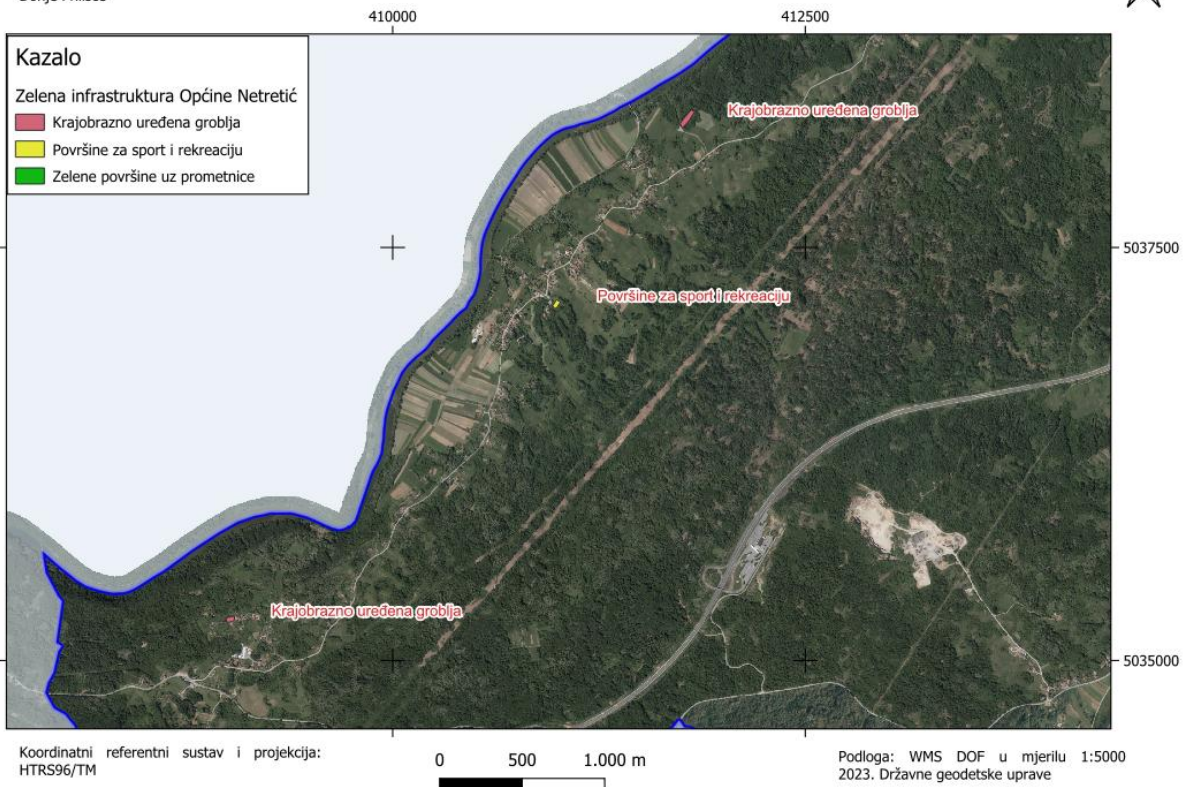 410000
412500
Kazalo
Zelena infrastruktura Općine Netretić
Krajobrazno uređena groblja
Površine za sport i rekreaciju
Zelene površine uz prometnice
Krajobrazno uređena groblja
5037500
Površine za sport i rekreaciju
Krajobrazno uređena groblja
5035000
Koordinatni referentni sustav i projekcija:
HTRS96/TM
0 500 1.000 m
Podloga: WMS DOF u mjerilu 1:5000
2023. Državne geodetske uprave